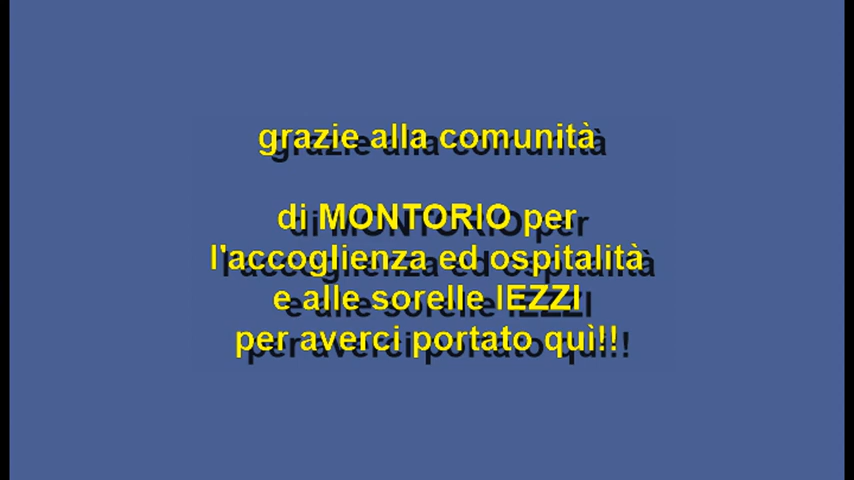 grazie alla comunità
di MONTORIO per
l'accoglienza ed ospitalità
e alle sorelle IEZZI
per averci portato quì!!